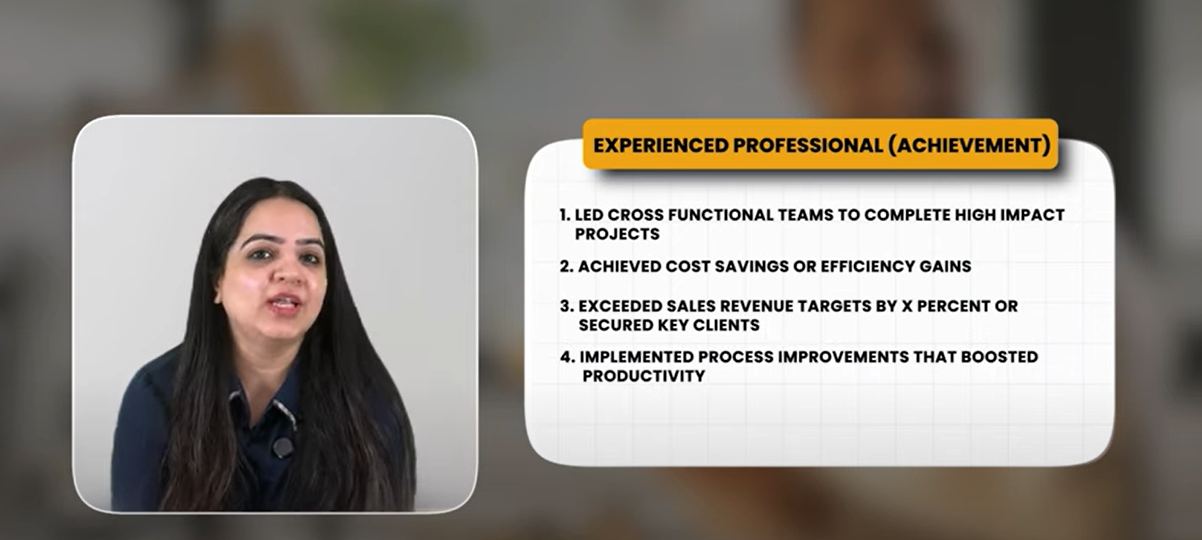 EXPERIENCED PROFESSIONAL (ACHIEVEMENT)
1. LED CROSS FUNCTIONAL TEAMS TO COMPLETE HIGH IMPACT
PROJECTS
2. ACHIEVED COST SAVINGS OR EFFICIENCY GAINS
3. EXCEEDED SALES REVENUE TARGETS BY X PERCENT OR
SECURED KEY CLIENTS
4. IMPLEMENTED PROCESS IMPROVEMENTS THAT BOOSTED
PRODUCTIVITY